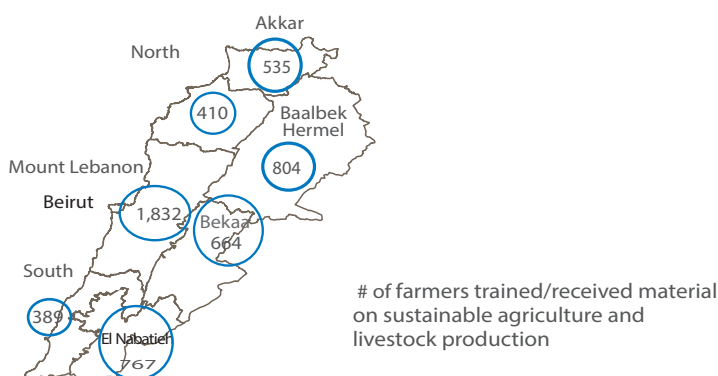 Akkar
North
535
410
Baalbek
Hermel
804
Mount Lebanon
Beirut
1,832
Bekaa
664
South
389
El Nabatieh
767
# of farmers trained/received material
on sustainable agriculture and
livestock production